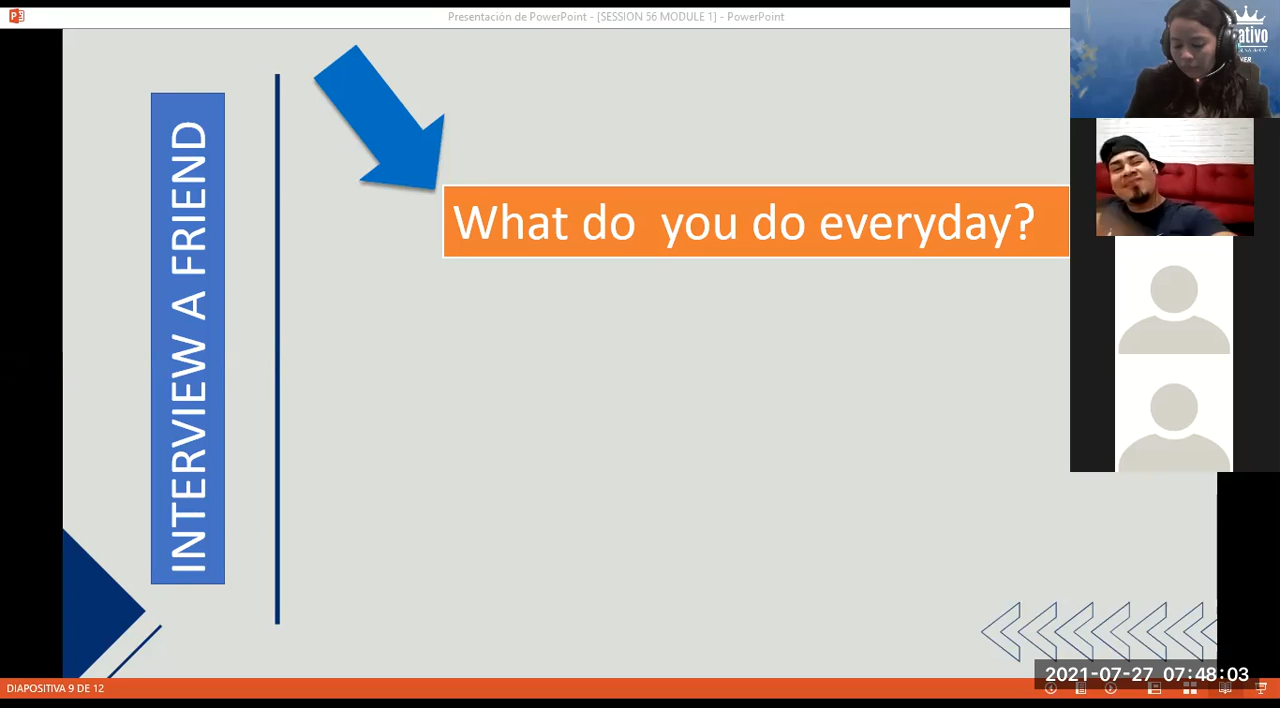 Presentación de PowerPoint - [SESSION 56 MODULE 1] - PowerPoint
ativo
VER
INTERVIEW A FRIEND
What do you do everyday?
2021-07-27 07:48:03
DIAPOSITIVA 9 DE 12